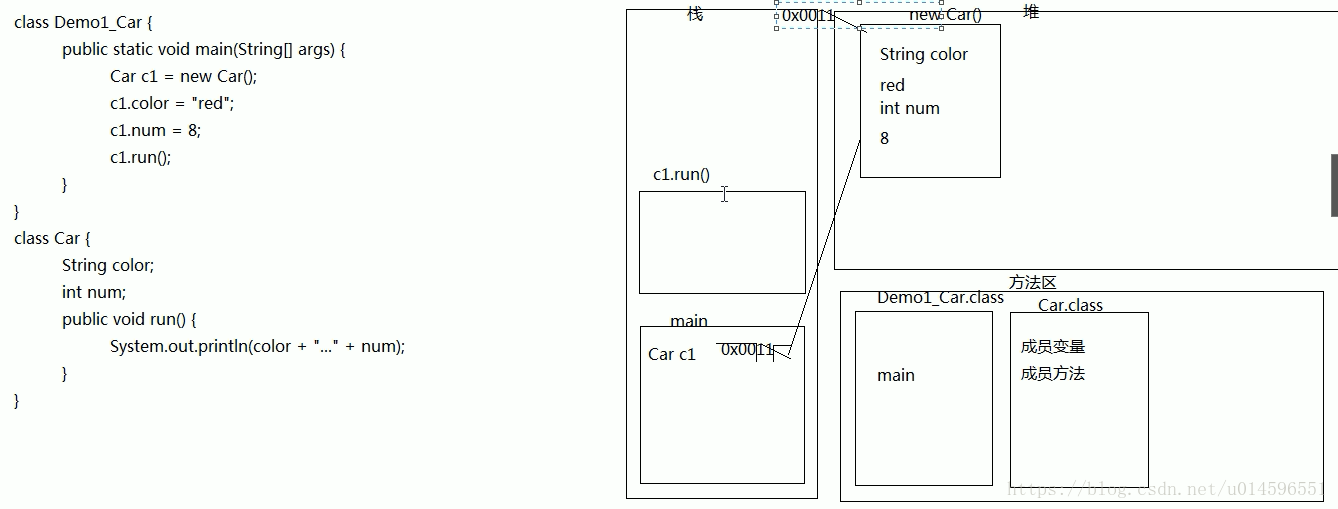 class Demo1_Car {
public static void main(String[] args) {
Car c1 = new Car();
c1.color = "red";
c1.num = 8;
c1.run();
}
}
class Car {
String color;
int num;
public void run() {
System.out.println(color + "..." + num);
}
}
栈
0x0011
new Car()
堆
String color
red
int num
8
c1.run()
main
Car c1
0x0011
方法区
Demo1_Car.class
Car.class
main
成员变量
成员方法
https://blog.csdn.net/u014596551